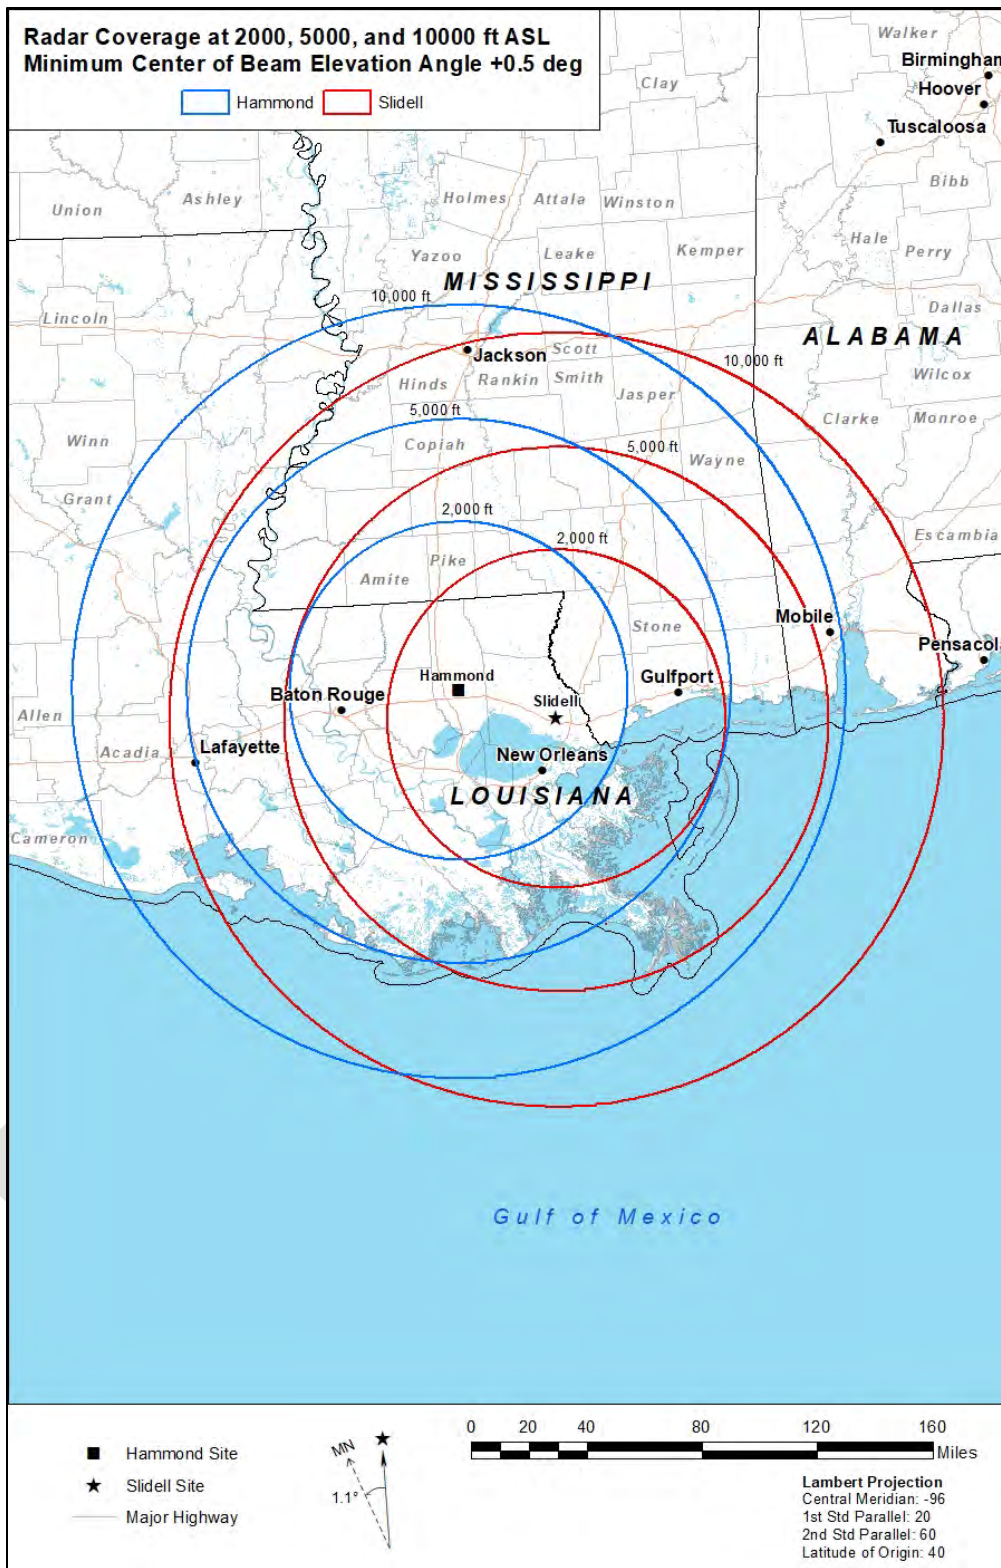 Radar Coverage at 2000, 5000, and 10000 ft ASL
Minimum Center of Beam Elevation Angle +0.5 deg
Hammond
Slidell
Walker
Birmingham
Clay
Hoover
Tuscaloosa
Bibb
Union
Ashley
Holmes
Attala
Winston
Hale
Perry
Yazoo
Leake
Kemper
MISSISSIPPI
10,000 ft
Dallas
Lincoln
ALABAMA
Jackson
Scott
10,000 ft
Wilcox
Hinds
Rankin
Smith
Jasper
5,000 ft
Clarke
Monroe
Winn
Copiah
5,000 ft
Wayne
Grant
2,000 ft
2,000 ft
Escambia
Pike
Amite
Stone
Mobile
Pensacola
Hammond
Gulfport
Baton Rouge
Slidell
Allen
Acadia
Lafayette
New Orleans
LOUISIANA
Cameron
Gulf of Mexico
Hammond Site
Slidell Site
Major Highway
MN
1.1°
0 20 40 80 120 160
Miles
Lambert Projection
Central Meridian: -96
1st Std Parallel: 20
2nd Std Parallel: 60
Latitude of Origin: 40